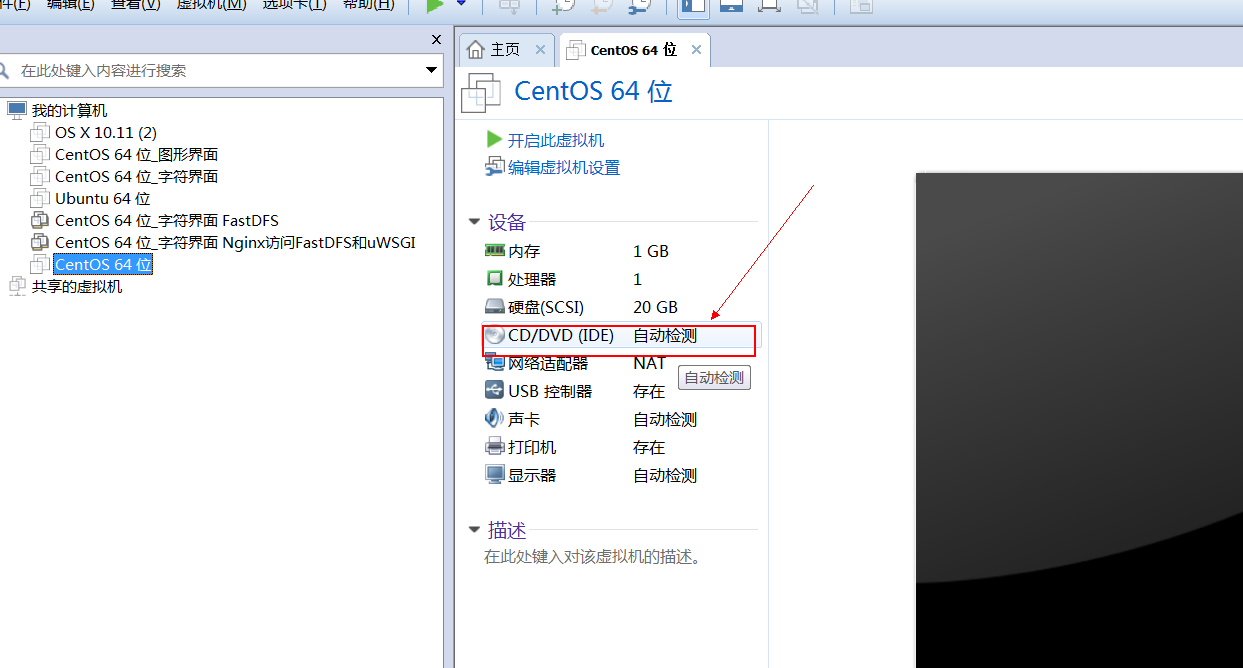 件(F) 编辑(E) 查看(V) 虚拟机(M) 选项卡(T) 帮助(H)
在此处键入内容进行搜索
我的计算机
OS X 10.11 (2)
CentOS 64 位_图形界面
CentOS 64 位_字符界面
Ubuntu 64 位
CentOS 64 位_字符界面 FastDFS
CentOS 64 位_字符界面 Nginx访问FastDFS和uWSGI
CentOS 64 位
共享的虚拟机
主页 CentOS 64 位
CentOS 64 位
开启此虚拟机
编辑虚拟机设置
设备
内存 1 GB
处理器 1
硬盘(SCSI) 20 GB
CD/DVD (IDE) 自动检测
网络适配器 NAT
自动检测
USB 控制器 存在
声卡 自动检测
打印机 存在
显示器 自动检测
描述
在此处键入对该虚拟机的描述。